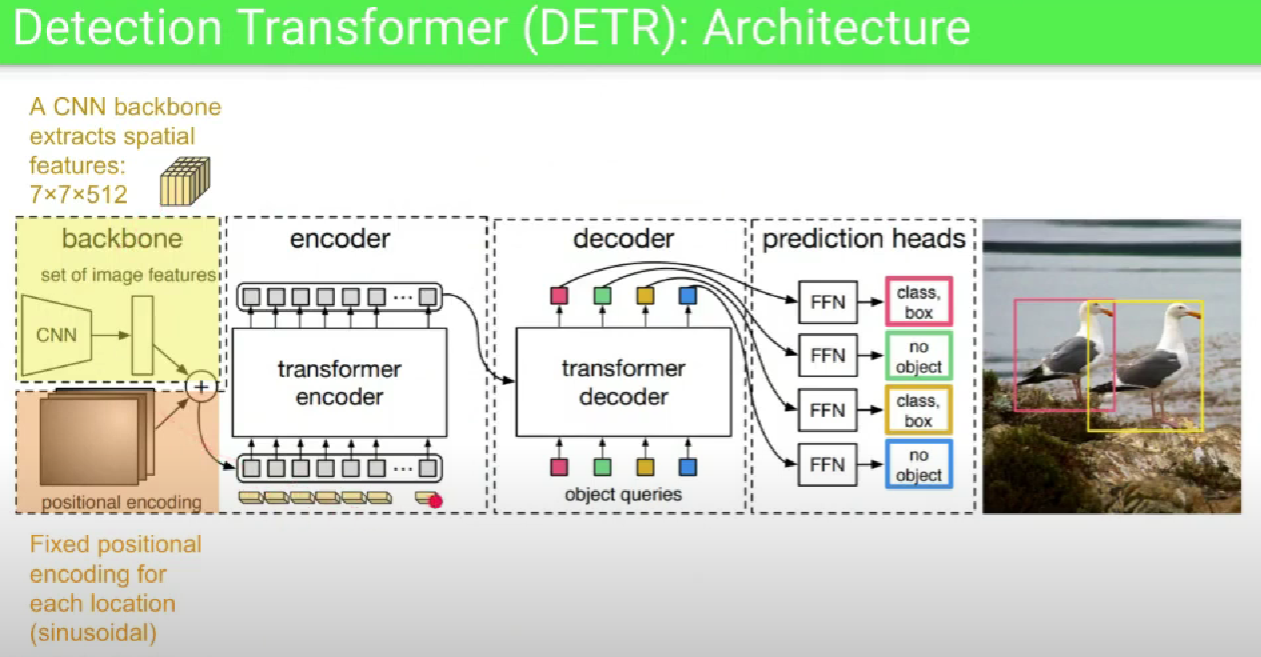 Detection Transformer (DETR): Architecture
A CNN backbone
extracts spatial
features:
7×7×512
backbone
set of image features
CNN
+
positional encoding
Fixed positional
encoding for
each location
(sinusoidal)
encoder
...
transformer
encoder
...
decoder
transformer
decoder
object queries
prediction heads
FFN
class,
box
FFN
no
object
FFN
class,
box
FFN
no
object